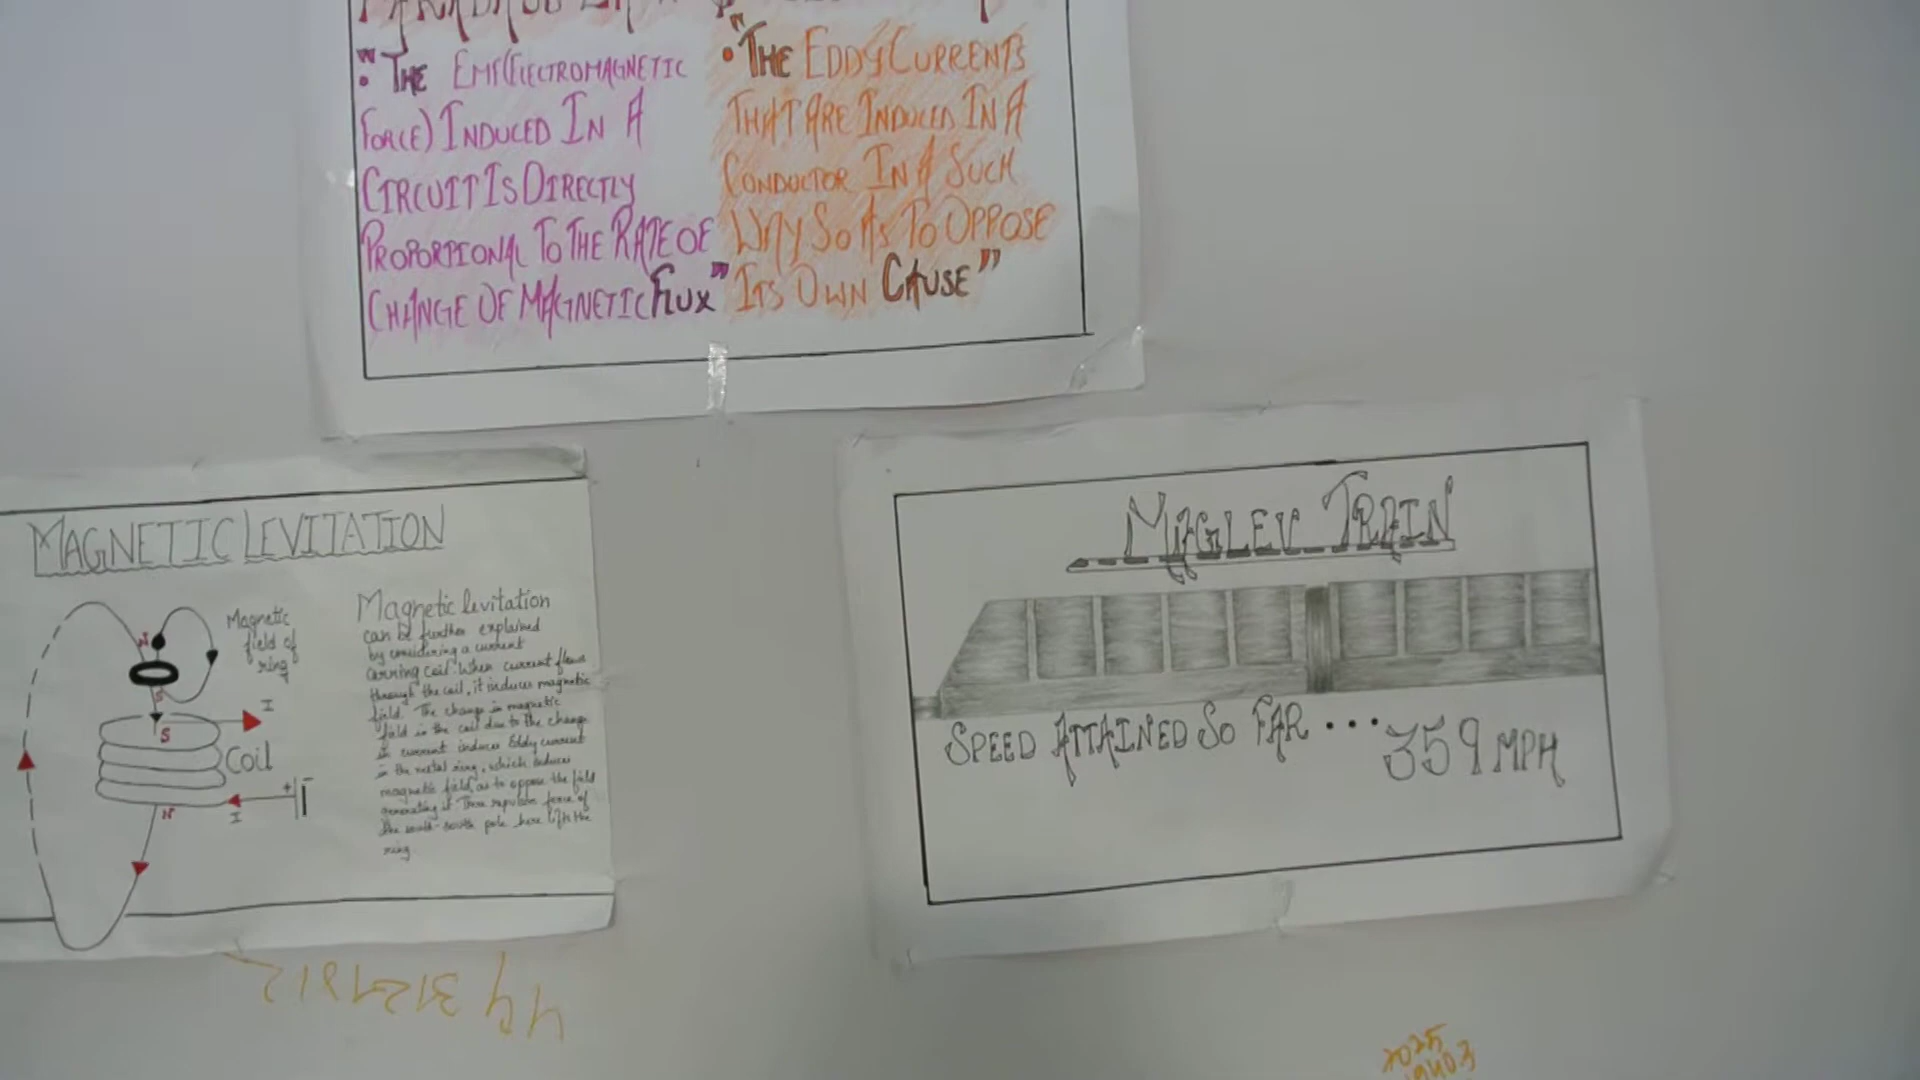 "
• THE EMF(ELECTROMAGNETIC
FORCE) INDUCED IN A
CIRCUIT IS DIRECTLY
PROPORTIONAL TO THE RATE OF
CHANGE OF MAGNETIC FLUX"
"
• THE EDDY CURRENTS
THAT ARE INDUCED IN A
CONDUCTOR IN A SUCH
WAY SO AS TO OPPOSE
ITS OWN CAUSE"
MAGNETIC LEVITATION
Magnetic
field of
ring
N
S
I
S
Coil
+
N
I
Magnetic levitation
can be further explained
by considering a current
carring coil. When current flows
through the coil, it induces magnetic
field. The change in magnetic
field in the coil due to the change
in current induces Eddy current
in the metal ring, which induces
magnetic field, as to oppose the field
generating it. These repulsive force of
the south-south pole here lifts the
ring.
MAGLEV TRAIN
SPEED ATTAINED SO FAR ... 359 MPH
2025